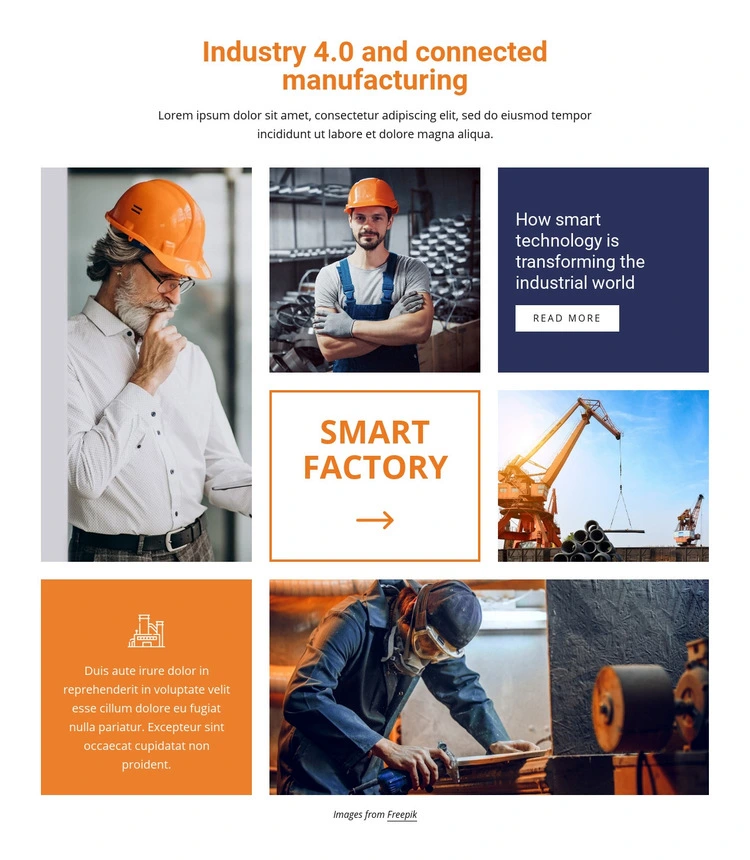 Industry 4.0 and connected
manufacturing
Lorem ipsum dolor sit amet, consectetur adipiscing elit, sed do eiusmod tempor
incididunt ut labore et dolore magna aliqua.
How smart
technology is
transforming the
industrial world
READ MORE
SMART
FACTORY
Duis aute irure dolor in
reprehenderit in voluptate velit
esse cillum dolore eu fugiat
nulla pariatur. Excepteur sint
occaecat cupidatat non
proident.
Images from Freepik